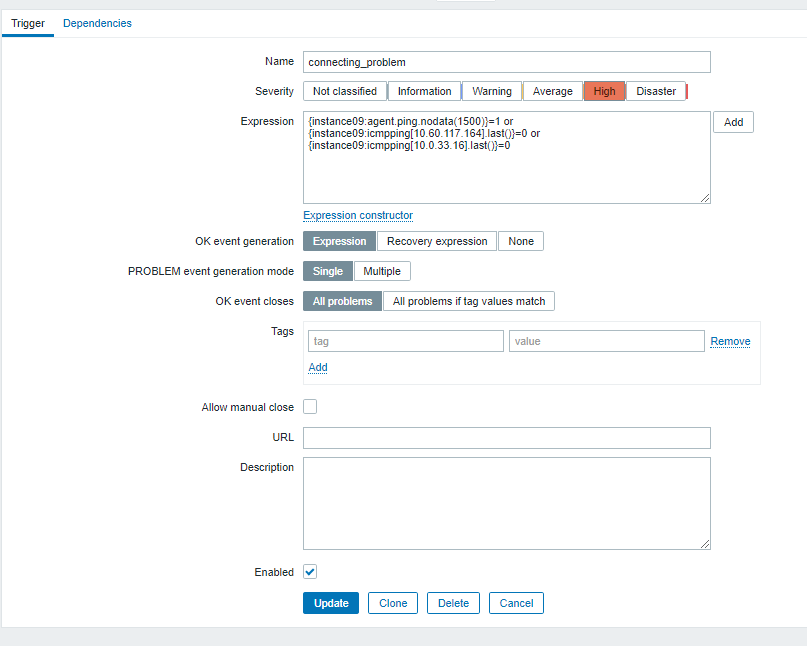 Trigger Dependencies
Name connecting_problem
Severity Not classified Information Warning Average High Disaster
Expression {instance09:agent.ping.nodata(1500)}=1 or Add
{instance09:icmpping[10.60.117.164].last()}=0 or
{instance09:icmpping[10.0.33.16].last()}=0
Expression constructor
OK event generation Expression Recovery expression None
PROBLEM event generation mode Single Multiple
OK event closes All problems All problems if tag values match
Tags
tag value Remove
Add
Allow manual close
URL
Description
Enabled
Update Clone Delete Cancel